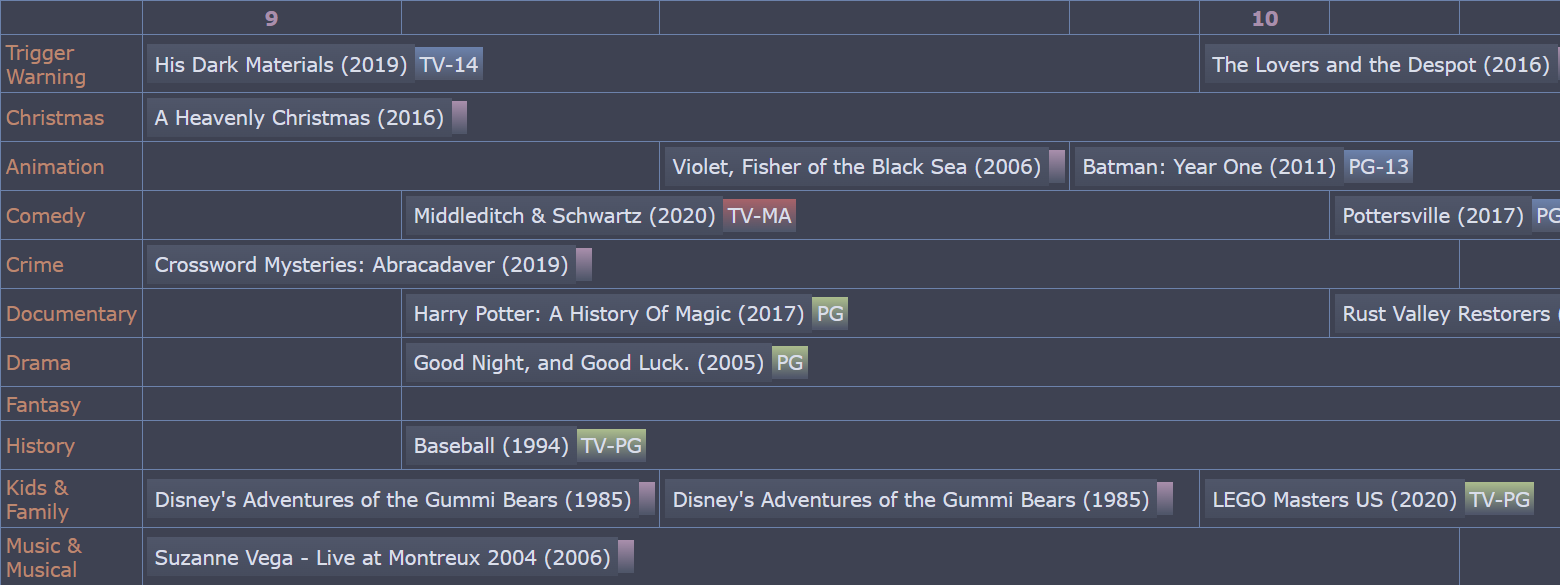 9 10
Trigger
Warning
His Dark Materials (2019) TV-14 The Lovers and the Despot (2016)
Christmas A Heavenly Christmas (2016)
Animation Violet, Fisher of the Black Sea (2006) Batman: Year One (2011) PG-13
Comedy Middleditch & Schwartz (2020) TV-MA Pottersville (2017) PG
Crime Crossword Mysteries: Abracadaver (2019)
Documentary Harry Potter: A History Of Magic (2017) PG Rust Valley Restorers (
Drama Good Night, and Good Luck. (2005) PG
Fantasy
History Baseball (1994) TV-PG
Kids &
Family
Disney's Adventures of the Gummi Bears (1985) Disney's Adventures of the Gummi Bears (1985) LEGO Masters US (2020) TV-PG
Music &
Musical
Suzanne Vega - Live at Montreux 2004 (2006)